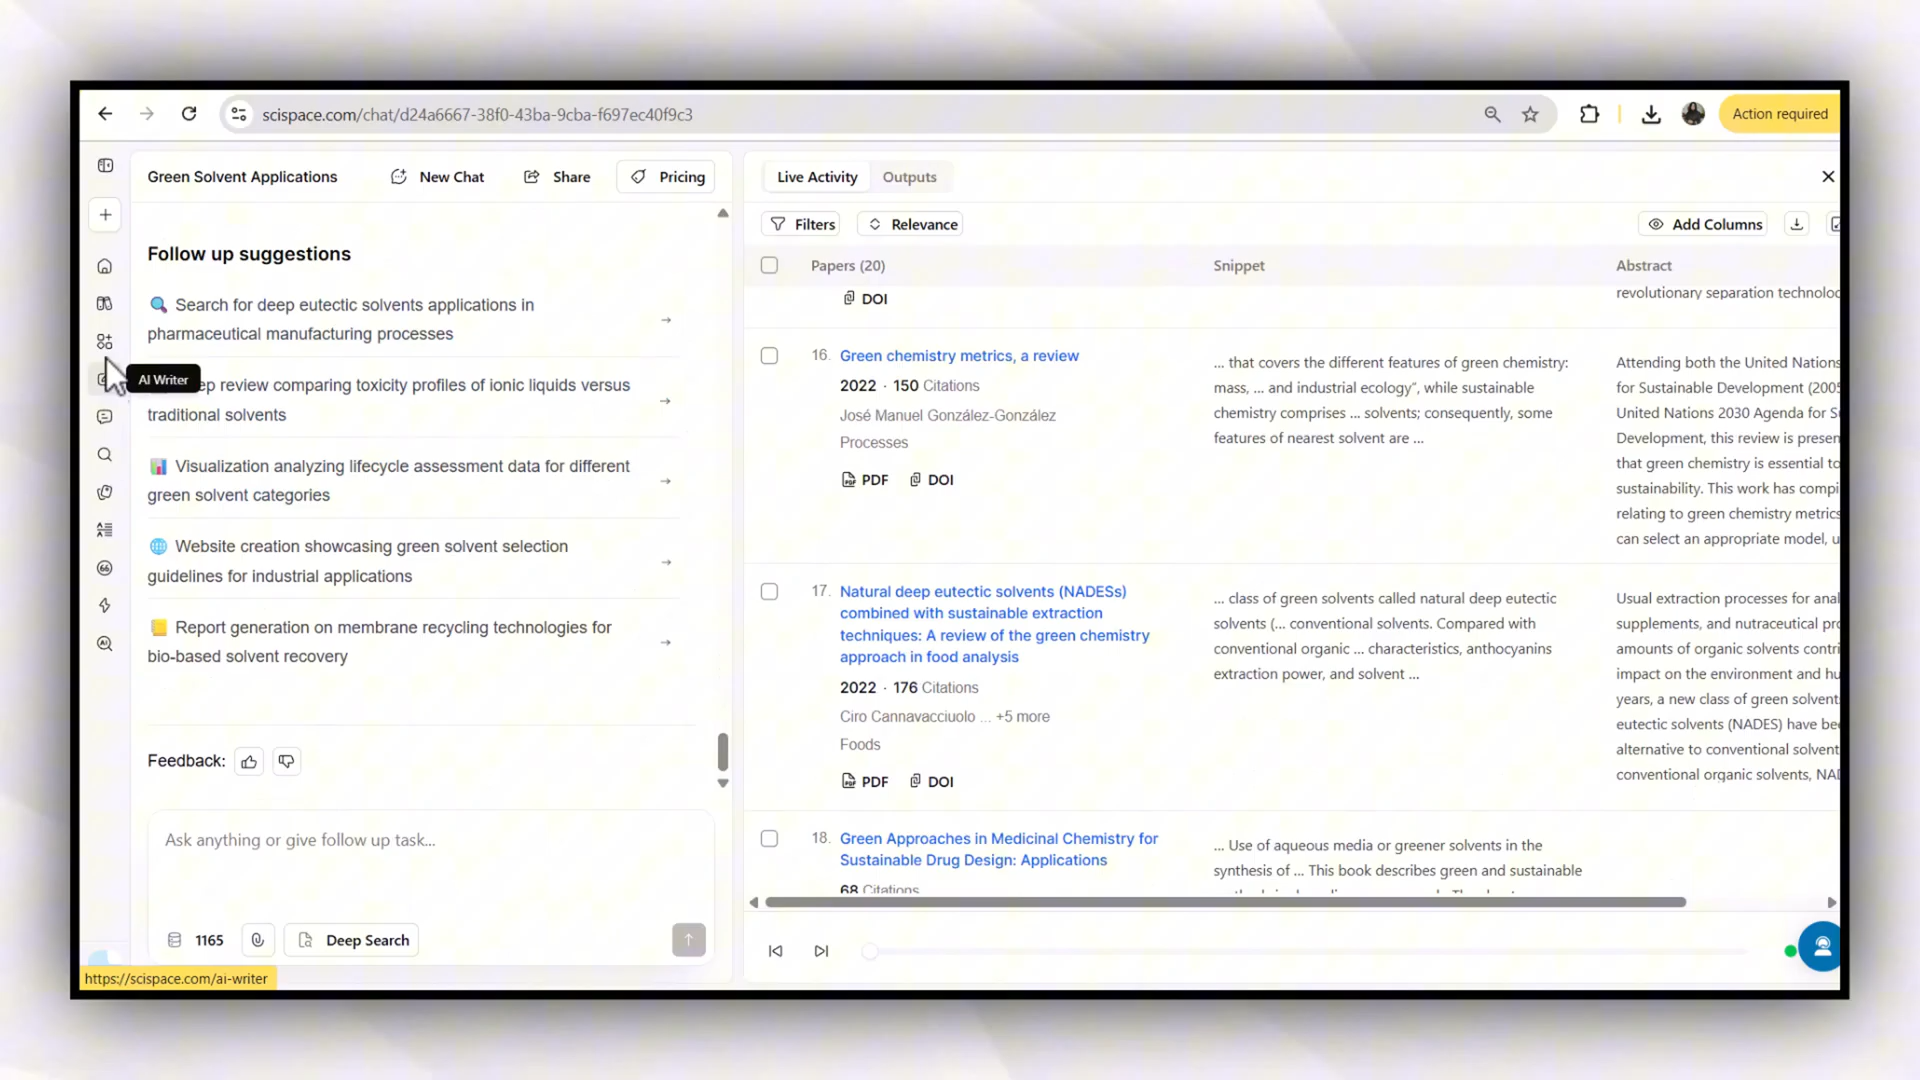 scispace.com/chat/d24a6667-38f0-43ba-9cba-f697ec40f9c3
Action required
Green Solvent Applications
New Chat
Share
Pricing
Follow up suggestions
Search for deep eutectic solvents applications in
pharmaceutical manufacturing processes
AI Writer
ep review comparing toxicity profiles of ionic liquids versus
traditional solvents
Visualization analyzing lifecycle assessment data for different
green solvent categories
Website creation showcasing green solvent selection
guidelines for industrial applications
Report generation on membrane recycling technologies for
bio-based solvent recovery
Feedback:
Ask anything or give follow up task...
1165
Deep Search
https://scispace.com/ai-writer
Live Activity
Outputs
Filters
Relevance
Add Columns
Papers (20)
Snippet
Abstract
DOI
revolutionary separation technolo
16.
Green chemistry metrics, a review
2022 · 150 Citations
José Manuel González-González
Processes
PDF
DOI
... that covers the different features of green chemistry:
mass, ... and industrial ecology", while sustainable
chemistry comprises ... solvents; consequently, some
features of nearest solvent are ...
Attending both the United Nations
for Sustainable Development (2005
United Nations 2030 Agenda for Su
Development, this review is presen
that green chemistry is essential to
sustainability. This work has compi
relating to green chemistry metrics
can select an appropriate model, u
17.
Natural deep eutectic solvents (NADESs)
combined with sustainable extraction
techniques: A review of the green chemistry
approach in food analysis
2022 · 176 Citations
Ciro Cannavacciuolo ... +5 more
Foods
PDF
DOI
... class of green solvents called natural deep eutectic
solvents (... conventional solvents. Compared with
conventional organic ... characteristics, anthocyanins
extraction power, and solvent ...
Usual extraction processes for anal
supplements, and nutraceutical pro
amounts of organic solvents contri
impact on the environment and hu
years, a new class of green solvent
eutectic solvents (NADES) have bee
alternative to conventional solvent
conventional organic solvents, NAD
18.
Green Approaches in Medicinal Chemistry for
Sustainable Drug Design: Applications
68 Citations
... Use of aqueous media or greener solvents in the
synthesis of ... This book describes green and sustainable